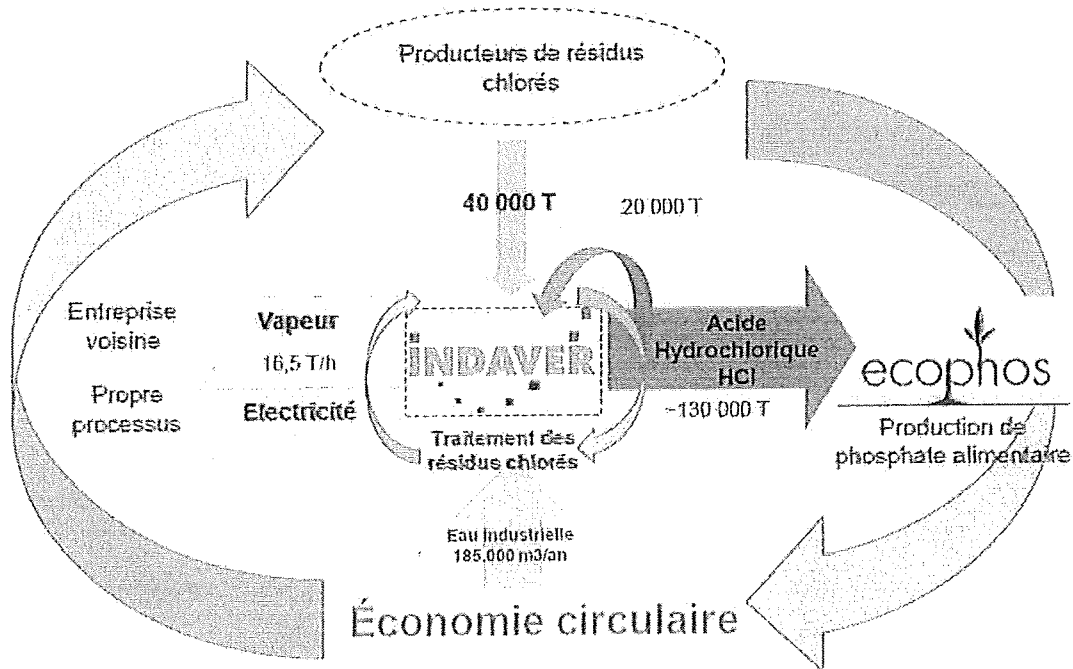 Producteurs de résidus
chlorés
40 000 T
20 000 T
Entreprise
voisine
Propre
processus
Vapeur
16,5 T/h
Electricité
INDAVER
Traitement des
résidus chlorés
Acide
Hydrochlorique
HCl
~130 000 T
ecophos
Production de
phosphate alimentaire
Eau industrielle
185.000 m3/an
Économie circulaire